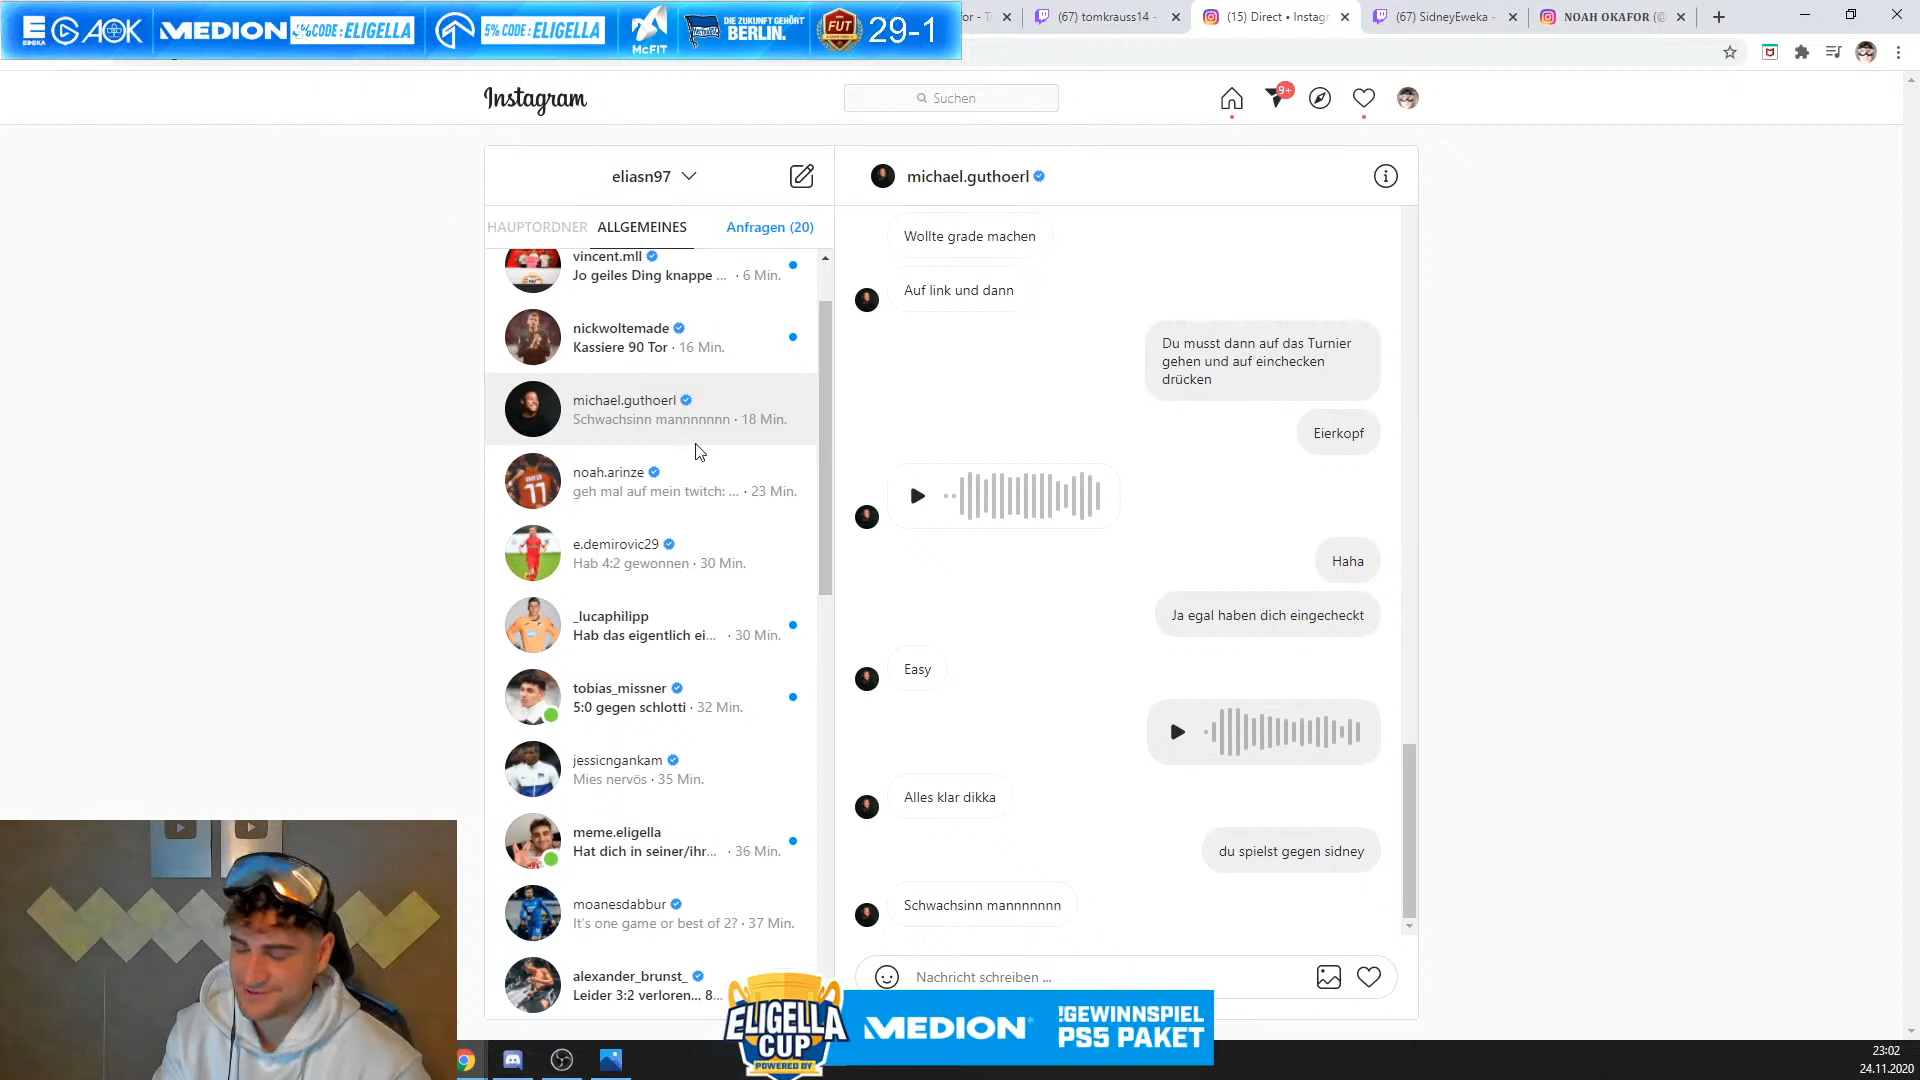 EWEKA G AOK MEDION 5% CODE: ELIGELLA 5% CODE: ELIGELLA McFIT DIE ZUKUNFT GEHÖRT BERLIN. FUT 29-1
for - T
(67) tomkrauss14 -
(15) Direct • Instagr
(67) SidneyEweka -
NOAH OKAFOR (@
Instagram
Suchen
9+
eliasn97
michael.guthoerl
HAUPTORDNER ALLGEMEINES Anfragen (20)
vincent.mll
Jo geiles Ding knappe ... · 6 Min.
nickwoltemade
Kassiere 90 Tor · 16 Min.
michael.guthoerl
Schwachsinn mannnnnnn · 18 Min.
noah.arinze
geh mal auf mein twitch: ... · 23 Min.
e.demirovic29
Hab 4:2 gewonnen · 30 Min.
_lucaphilipp
Hab das eigentlich ei... · 30 Min.
tobias_missner
5:0 gegen schlotti · 32 Min.
jessicngankam
Mies nervös · 35 Min.
meme.eligella
Hat dich in seiner/ihr... · 36 Min.
moanesdabbur
It's one game or best of 2? · 37 Min.
alexander_brunst_
Leider 3:2 verloren... 8...
Wollte grade machen
Auf link und dann
Du musst dann auf das Turnier
gehen und auf einchecken
drücken
Eierkopf
Haha
Ja egal haben dich eingecheckt
Easy
Alles klar dikka
du spielst gegen sidney
Schwachsinn mannnnnnn
Nachricht schreiben ...
ELIGELLA
CUP
POWERED BY
MEDION
!GEWINNSPIEL
PS5 PAKET
23:02
24.11.2020